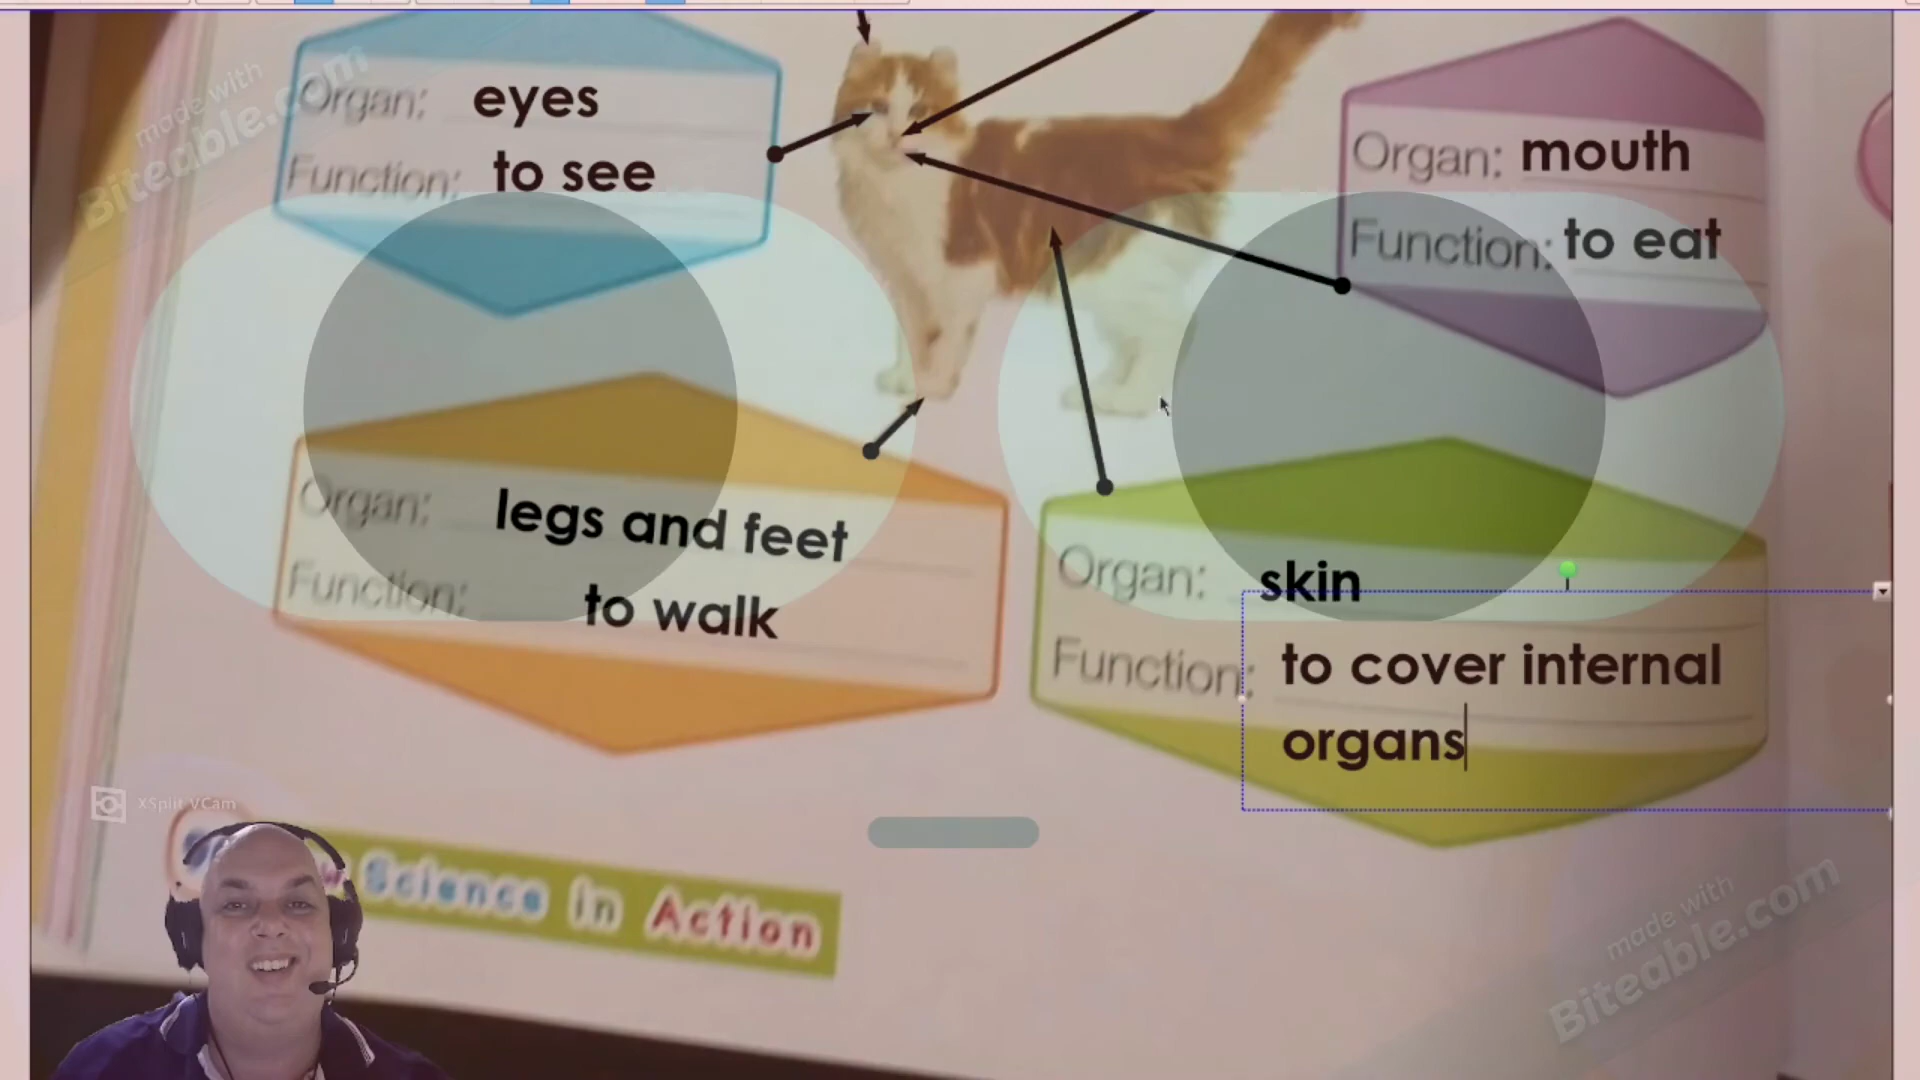 made with
Biteable.com
Organ: eyes
Function: to see
Organ: mouth
Function: to eat
Organ: legs and feet
Function: to walk
Organ: skin
Function: to cover internal
organs
XSplit VCam
Science in Action
made with
Biteable.com